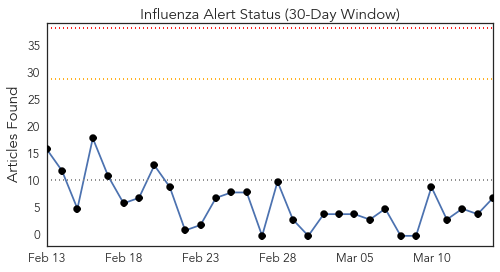 Influenza Alert Status (30-Day Window)
Articles Found
35
30
25
20
15
10
5
0
Feb 13 Feb 18 Feb 23 Feb 28 Mar 05 Mar 10